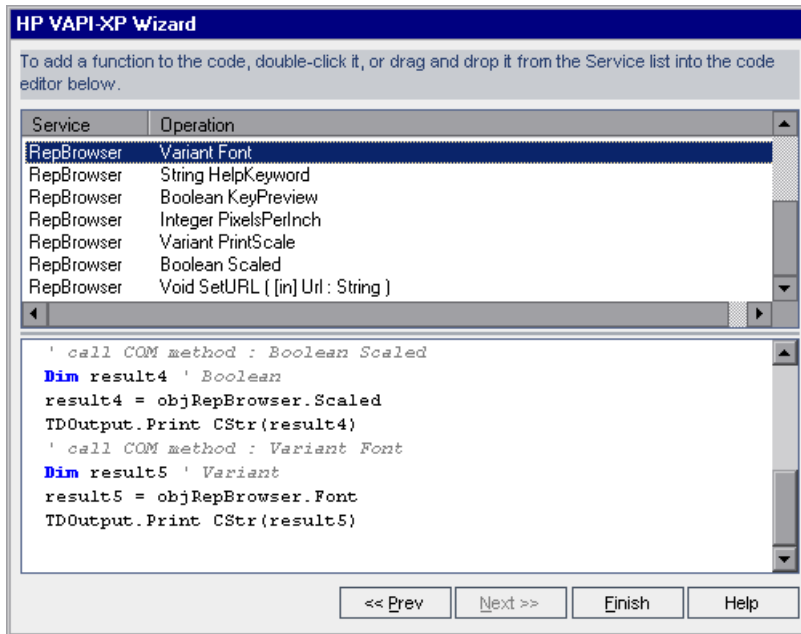 HP VAPI-XP Wizard
To add a function to the code, double-click it, or drag and drop it from the Service list into the code
editor below.
Service Operation
RepBrowser Variant Font
RepBrowser String HelpKeyword
RepBrowser Boolean KeyPreview
RepBrowser Integer PixelsPerInch
RepBrowser Variant PrintScale
RepBrowser Boolean Scaled
RepBrowser Void SetURL ( [in] Url : String )
' call COM method : Boolean Scaled
Dim result4 ' Boolean
result4 = objRepBrowser.Scaled
TDOutput.Print CStr(result4)
' call COM method : Variant Font
Dim result5 ' Variant
result5 = objRepBrowser.Font
TDOutput.Print CStr(result5)
<< Prev Next >> Finish Help